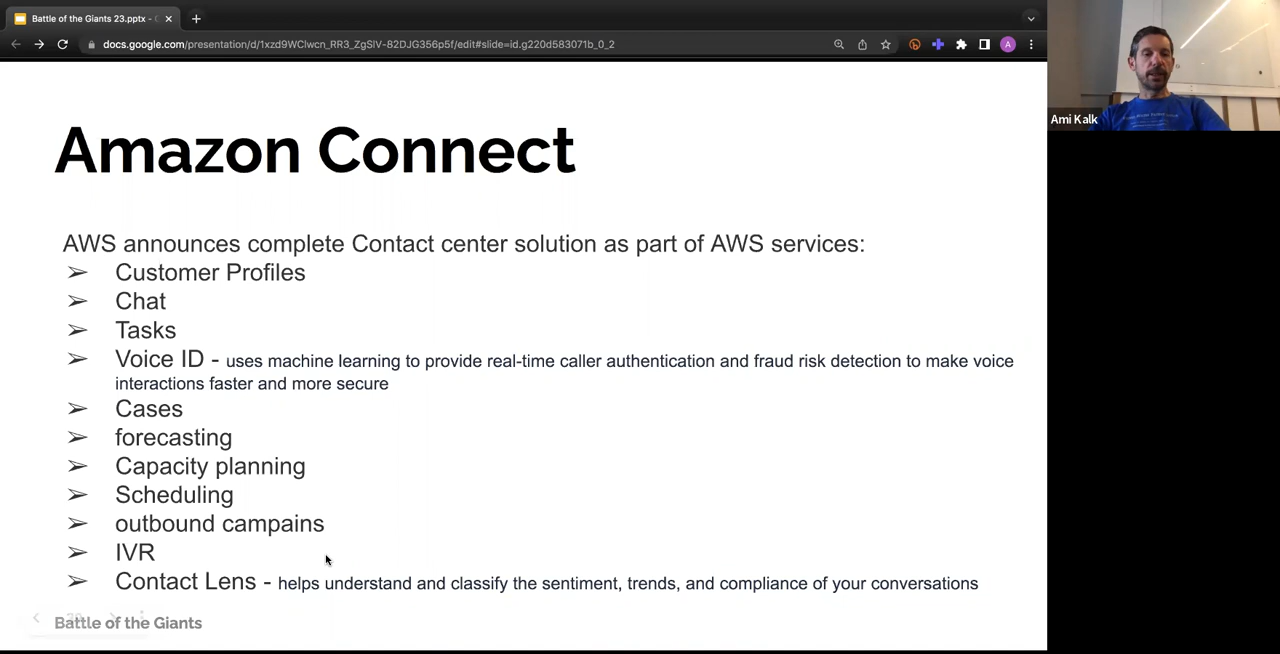 Battle of the Giants 23.pptx -
docs.google.com/presentation/d/1xzd9WClwcn_RR3_ZgSlV-82DJG356p5f/edit#slide=id.g220d583071b_0_2
A
Ami Kalk
Amazon Connect
AWS announces complete Contact center solution as part of AWS services:
➢ Customer Profiles
➢ Chat
➢ Tasks
➢ Voice ID - uses machine learning to provide real-time caller authentication and fraud risk detection to make voice
interactions faster and more secure
➢ Cases
➢ forecasting
➢ Capacity planning
➢ Scheduling
➢ outbound campains
➢ IVR
➢ Contact Lens - helps understand and classify the sentiment, trends, and compliance of your conversations
Battle of the Giants